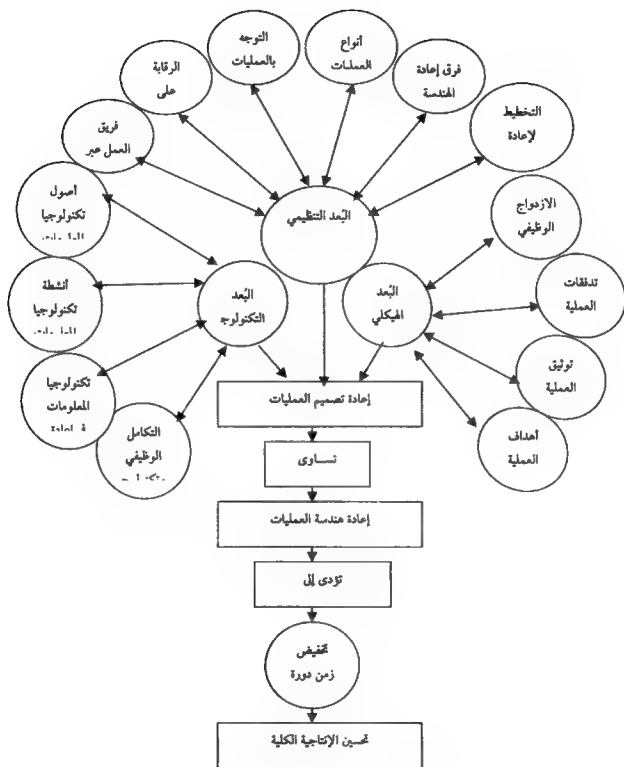 التوجه
بالعمليات
أنواع
العمليات
الرقابة
على
فرق إعادة
الهندسة
فريق
العمل عبر
التخطيط
لإعادة
أصول
تكنولوجيا
البُعد التنظيمي
الازدواج
الوظيفي
أنشطة
تكنولوجيا
البُعد
التكنولوجـ
البُعد
الهيكلي
تدفقات
العملية
تكنولوجيا
المعلومات
توثيق
العملية
التكامل
الوظيفي
أهداف
العملية
إعادة تصميم العمليات
تساوى
إعادة هندسة العمليات
تؤدى إلى
تخفيض
زمن دورة
تحسين الإنتاجية الكلية